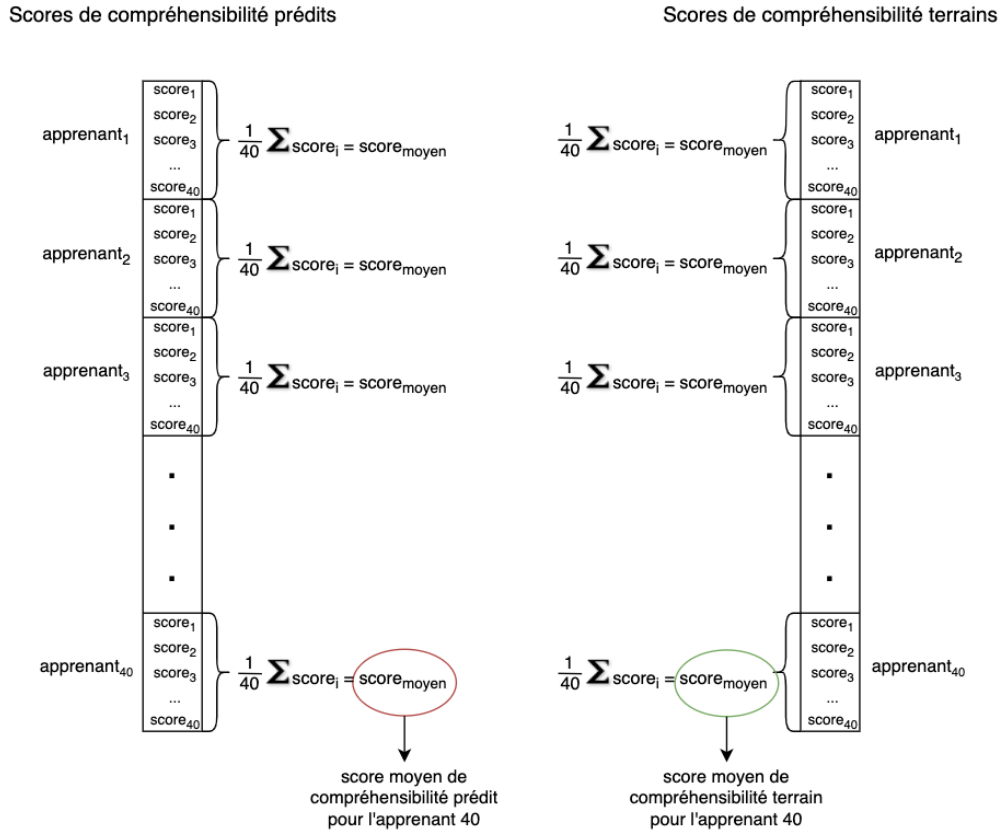 Scores de compréhensibilité prédits
Scores de compréhensibilité terrains
apprenant1
score1
score2
score3
...
score40
1/40 Σ scorei = scoremoyen
1/40 Σ scorei = scoremoyen
score1
score2
score3
...
score40
apprenant1
apprenant2
score1
score2
score3
...
score40
1/40 Σ scorei = scoremoyen
1/40 Σ scorei = scoremoyen
score1
score2
score3
...
score40
apprenant2
apprenant3
score1
score2
score3
...
score40
1/40 Σ scorei = scoremoyen
1/40 Σ scorei = scoremoyen
score1
score2
score3
...
score40
apprenant3
.
.
.
.
.
.
apprenant40
score1
score2
score3
...
score40
1/40 Σ scorei = scoremoyen
1/40 Σ scorei = scoremoyen
score1
score2
score3
...
score40
apprenant40
score moyen de
compréhensibilité prédit
pour l'apprenant 40
score moyen de
compréhensibilité terrain
pour l'apprenant 40